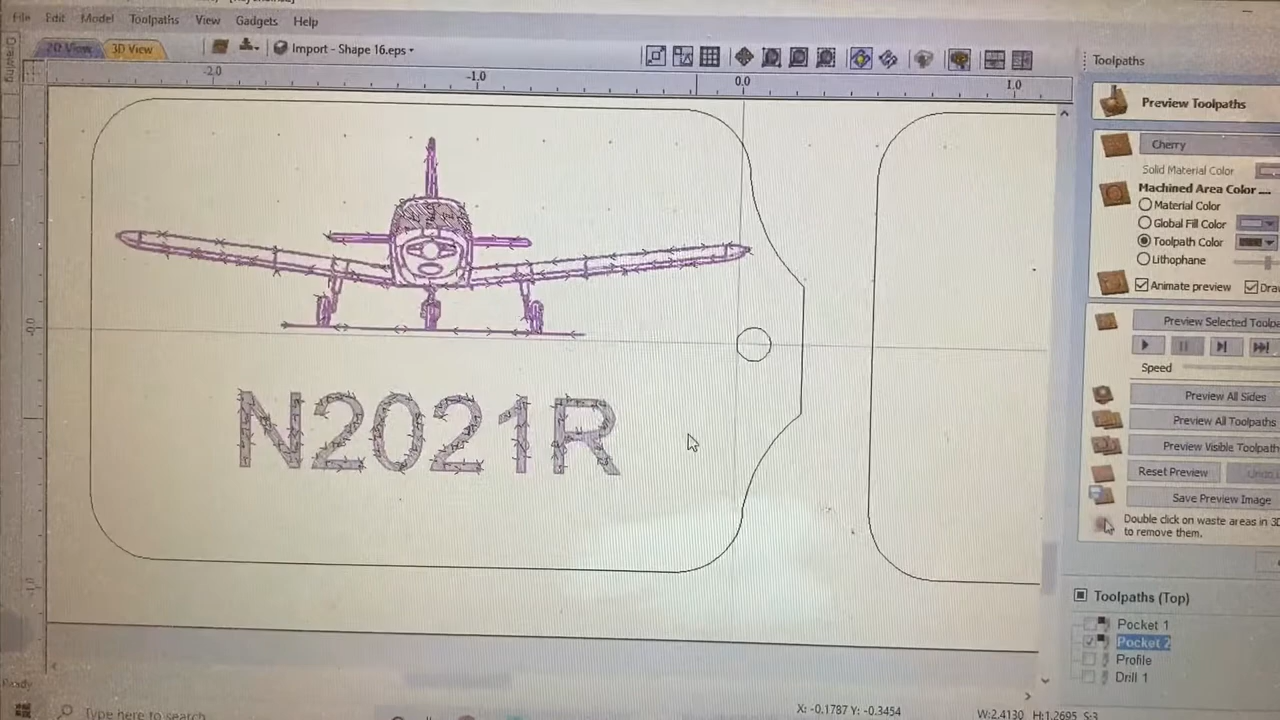 File Edit Model Toolpaths View Gadgets Help
2D View 3D View Import - Shape 16.eps
Drawing
-2.0 -1.0 0.0 1.0
Toolpaths
Preview Toolpaths
Cherry
Solid Material Color
Machined Area Color ....
Material Color
Global Fill Color
Toolpath Color
Lithophane
Animate preview
Preview Selected Toolpa
Speed
Preview All Sides
Preview All Toolpaths
Preview Visible Toolpath
Reset Preview
Save Preview Image
Double click on waste areas in 3D
to remove them.
N2021R
Toolpaths (Top)
Pocket 1
Pocket 2
Profile
Drill 1
Ready
X: -0.1787 Y: -0.3454
W:2.4130 H:1.2695 S:3
Type here to search